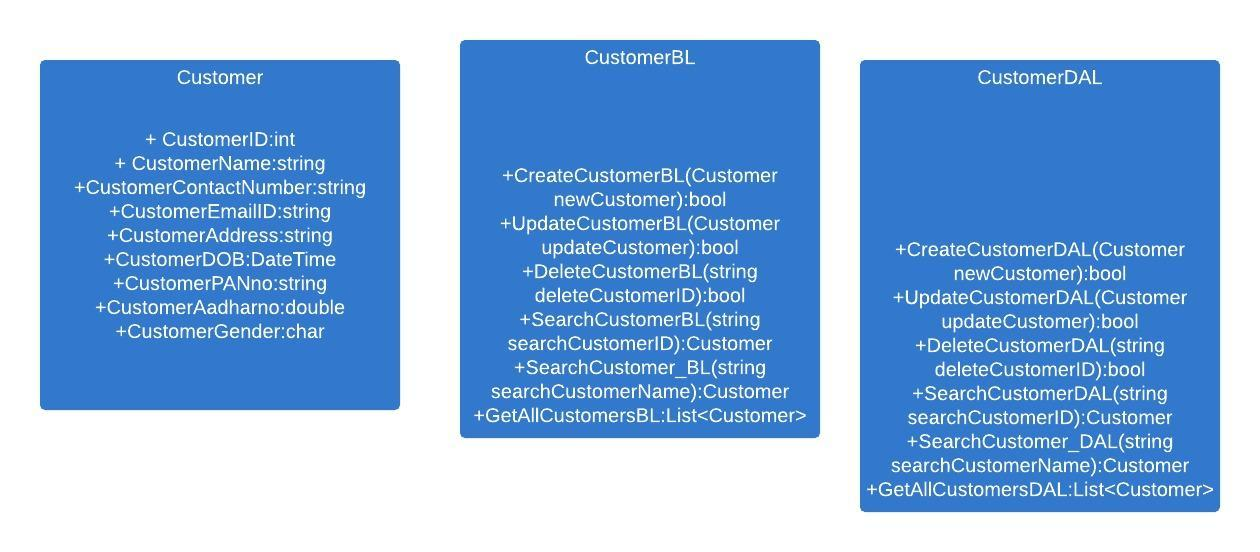 Customer
+ CustomerID:int
+ CustomerName:string
+CustomerContactNumber:string
+CustomerEmailID:string
+CustomerAddress:string
+CustomerDOB:DateTime
+CustomerPANno:string
+CustomerAadharno:double
+CustomerGender:char
CustomerBL
+CreateCustomerBL(Customer
newCustomer):bool
+UpdateCustomerBL(Customer
updateCustomer):bool
+DeleteCustomerBL(string
deleteCustomerID):bool
+SearchCustomerBL(string
searchCustomerID):Customer
+SearchCustomer_BL(string
searchCustomerName):Customer
+GetAllCustomersBL:List<Customer>
CustomerDAL
+CreateCustomerDAL(Customer
newCustomer):bool
+UpdateCustomerDAL(Customer
updateCustomer):bool
+DeleteCustomerDAL(string
deleteCustomerID):bool
+SearchCustomerDAL(string
searchCustomerID):Customer
+SearchCustomer_DAL(string
searchCustomerName):Customer
+GetAllCustomersDAL:List<Customer>